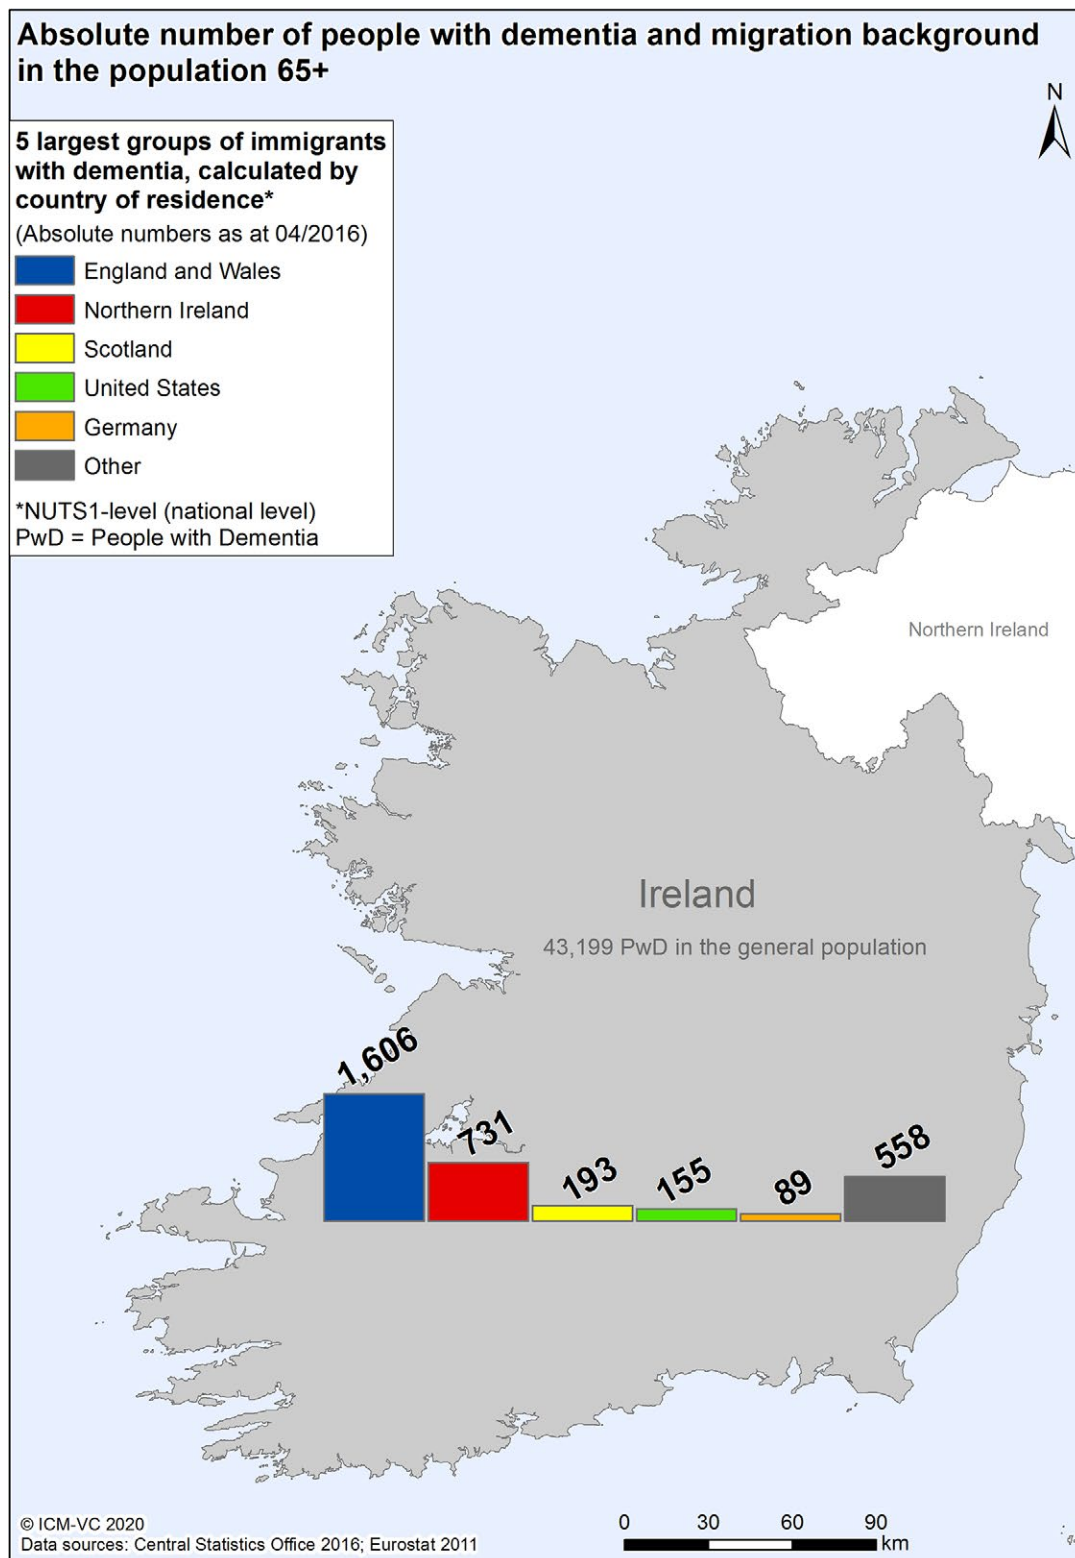 Absolute number of people with dementia and migration background
in the population 65+
N
5 largest groups of immigrants
with dementia, calculated by
country of residence*
(Absolute numbers as at 04/2016)
England and Wales
Northern Ireland
Scotland
United States
Germany
Other
*NUTS1-level (national level)
PwD = People with Dementia
Northern Ireland
Ireland
43,199 PwD in the general population
1,606
731
193
155
89
558
© ICM-VC 2020
Data sources: Central Statistics Office 2016; Eurostat 2011
0 30 60 90
km